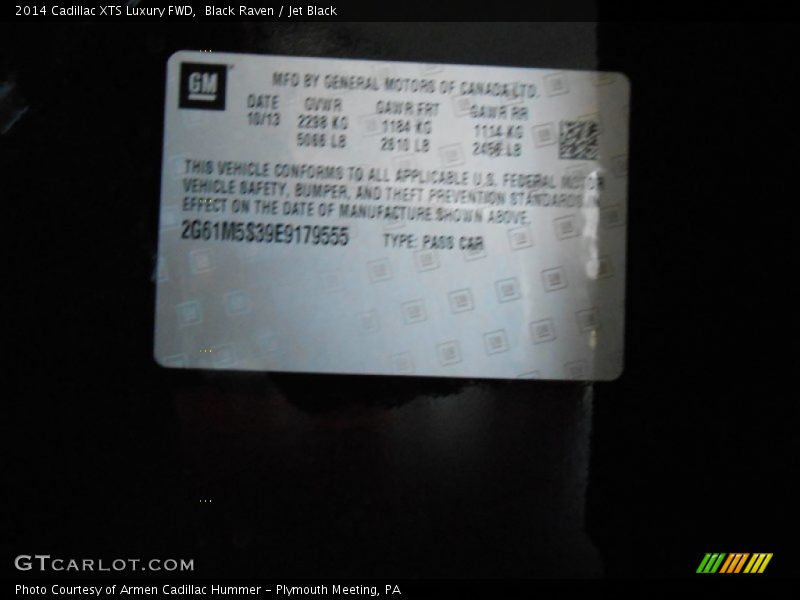 2014 Cadillac XTS Luxury FWD,  Black Raven / Jet Black
GM
MFD BY GENERAL MOTORS OF CANADA LTD.
DATE GVWR GAWR FRT GAWR RR
10/13 2298 KG 1184 KG 1114 KG
5066 LB 2610 LB 2456 LB
THIS VEHICLE CONFORMS TO ALL APPLICABLE U.S. FEDERAL MOTOR
VEHICLE SAFETY, BUMPER, AND THEFT PREVENTION STANDARDS IN
EFFECT ON THE DATE OF MANUFACTURE SHOWN ABOVE.
2G61M5S39E9179555 TYPE: PASS CAR
GTCARLOT.COM
Photo Courtesy of Armen Cadillac Hummer - Plymouth Meeting, PA